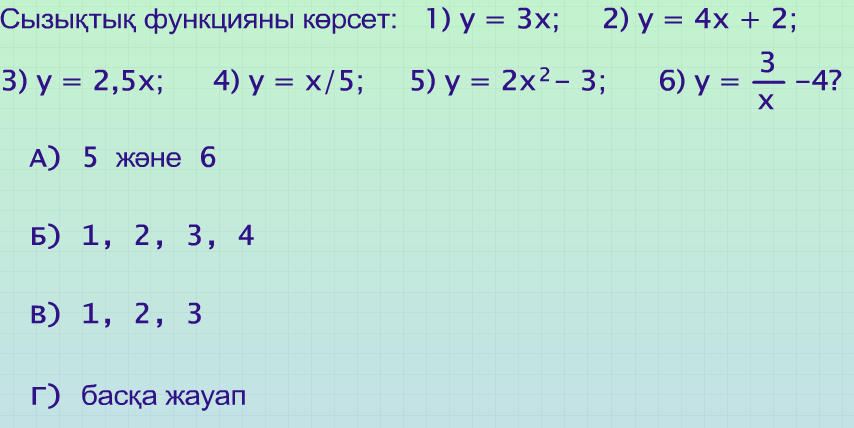 Сызықтық функцияны көрсет: 1) y = 3x; 2) y = 4x + 2;
3) y = 2,5x; 4) y = x/5; 5) y = 2x² – 3; 6) y = 3/x –4?
А) 5 және 6
Б) 1, 2, 3, 4
В) 1, 2, 3
Г) басқа жауап